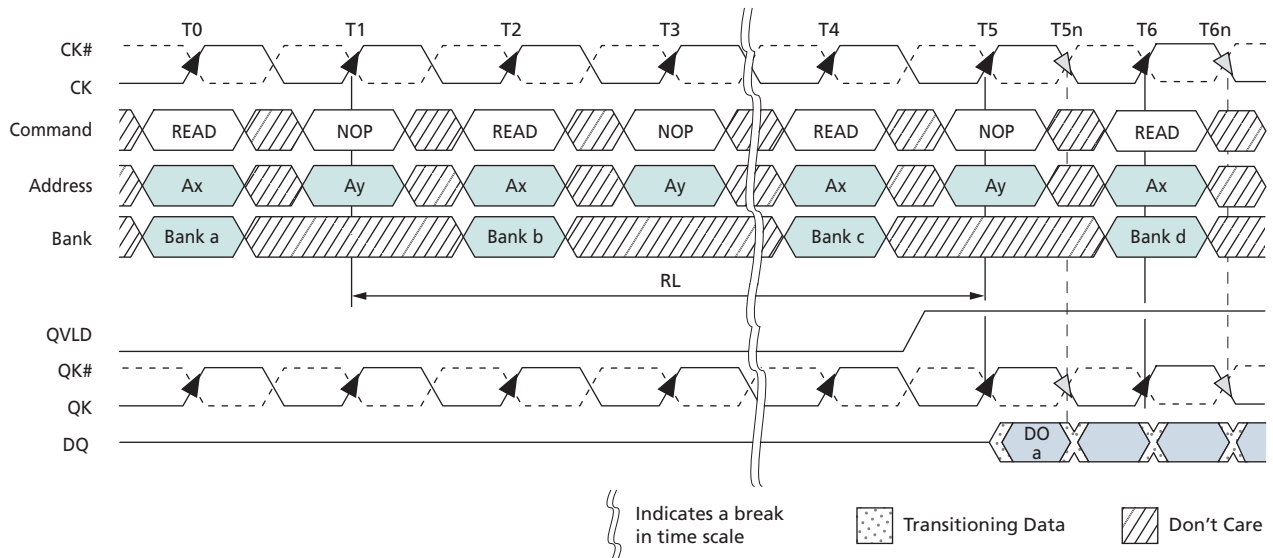 T0 T1 T2 T3 T4 T5 T5n T6 T6n
CK#
CK
Command READ NOP READ NOP READ NOP READ
Address Ax Ay Ax Ay Ax Ay Ax
Bank Bank a Bank b Bank c Bank d
RL
QVLD
QK#
QK
DQ DO
a
Indicates a break
in time scale
Transitioning Data
Don't Care